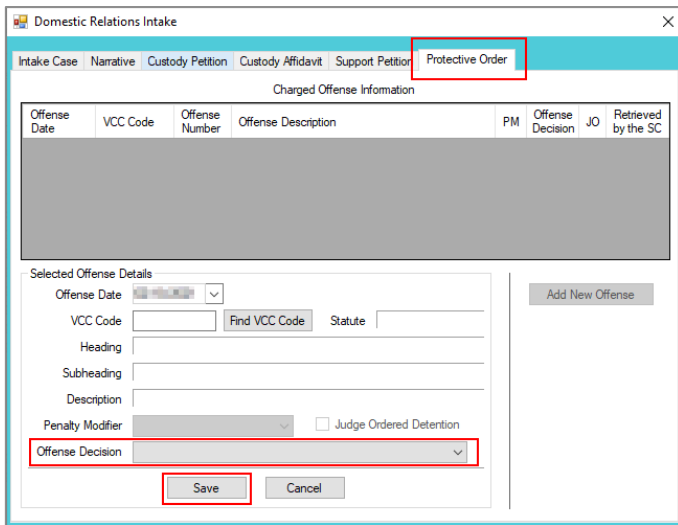 Domestic Relations Intake
Intake Case Narrative Custody Petition Custody Affidavit Support Petition Protective Order
Charged Offense Information
Offense Date VCC Code Offense Number Offense Description PM Offense Decision JO Retrieved by the SC
Selected Offense Details
Offense Date
Add New Offense
VCC Code Find VCC Code Statute
Heading
Subheading
Description
Penalty Modifier Judge Ordered Detention
Offense Decision
Save Cancel